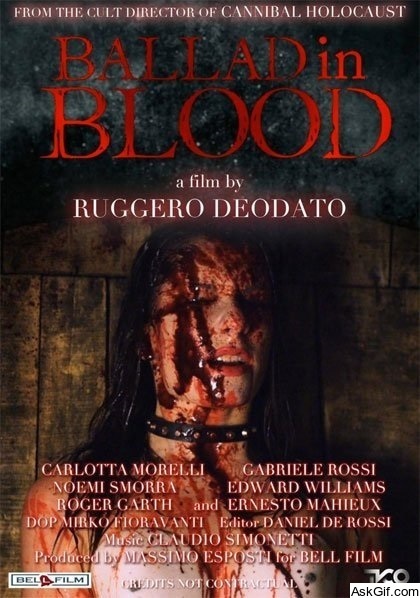 FROM THE CULT DIRECTOR OF CANNIBAL HOLOCAUST
BALLAD in
BLOOD
a film by
RUGGERO DEODATO
CARLOTTA MORELLI GABRIELE ROSSI
NOEMI SMORRA EDWARD WILLIAMS
ROGER GARTH and ERNESTO MAHIEUX
DOP MIRKO FIORAVANTI Editor DANIEL DE ROSSI
Music CLAUDIO SIMONETTI
Produced by MASSIMO ESPOSTI for BELL FILM
BELL FILM
CREDITS NOT CONTRACTUAL
AskGif.com